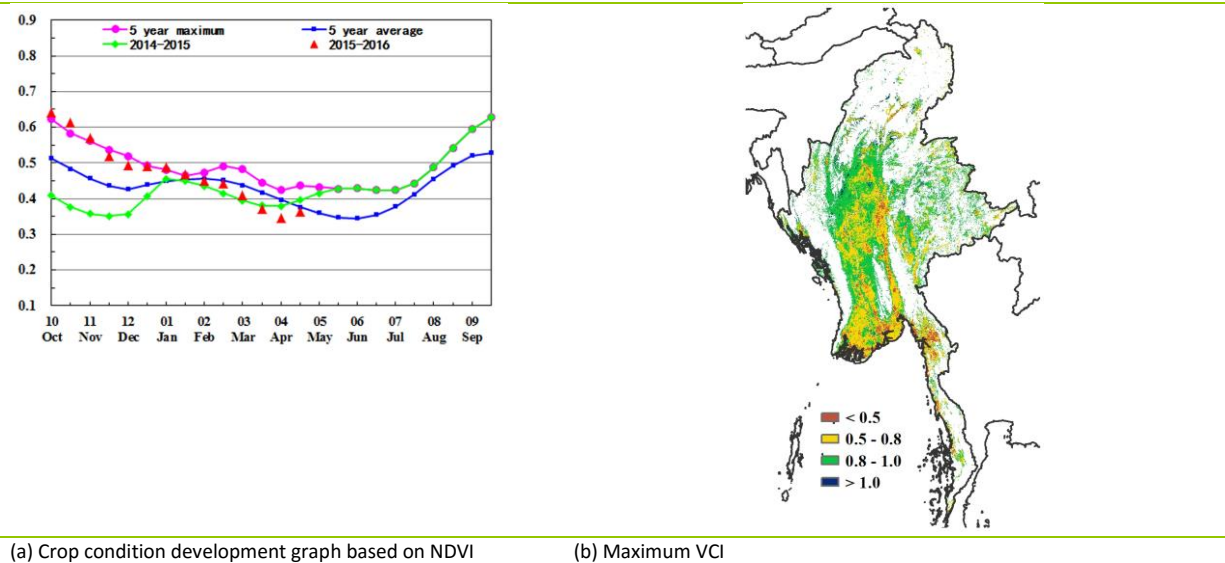 0.9
0.8
0.7
0.6
0.5
0.4
0.3
0.2
0.1
5 year maximum
5 year average
2014-2015
2015-2016
10 11 12 01 02 03 04 05 06 07 08 09
Oct Nov Dec Jan Feb Mar Apr May Jun Jul Aug Sep
< 0.5
0.5 - 0.8
0.8 - 1.0
> 1.0
(a) Crop condition development graph based on NDVI
(b) Maximum VCI